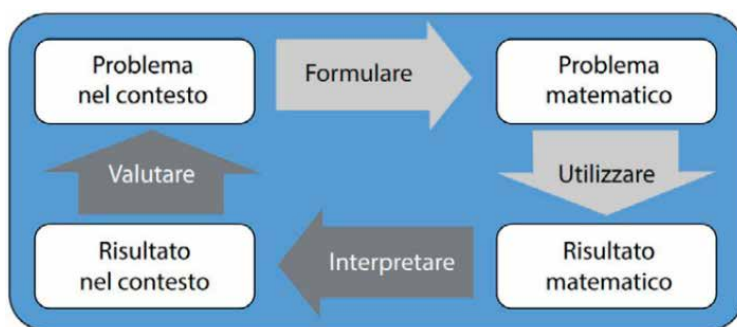 Problema
nel contesto
Formulare
Problema
matematico
Valutare
Utilizzare
Risultato
nel contesto
Interpretare
Risultato
matematico